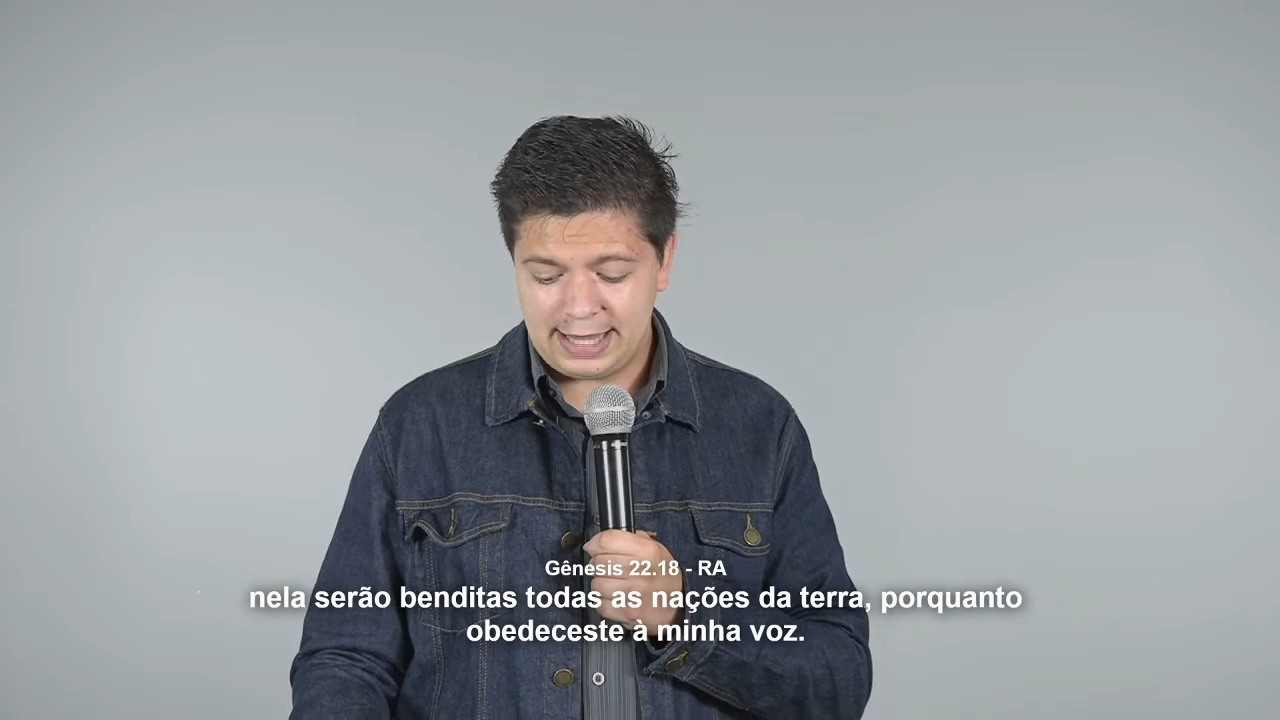 Gênesis 22.18 - RA
nela serão benditas todas as nações da terra, porquanto
obedeceste à minha voz.